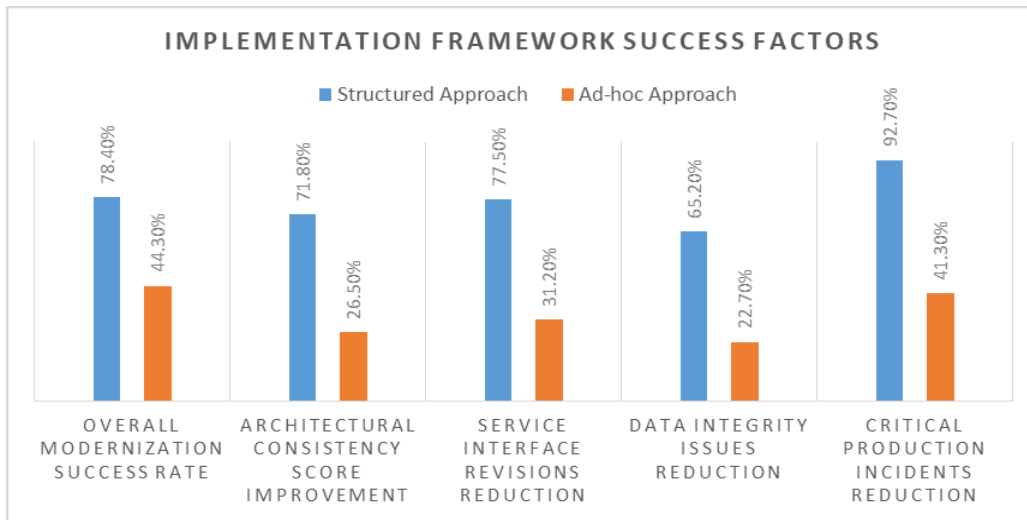 IMPLEMENTATION FRAMEWORK SUCCESS FACTORS
Structured Approach Ad-hoc Approach
78.40%
44.30%
71.80%
26.50%
77.50%
31.20%
65.20%
22.70%
92.70%
41.30%
OVERALL
MODERNIZATION
SUCCESS RATE
ARCHITECTURAL
CONSISTENCY
SCORE
IMPROVEMENT
SERVICE
INTERFACE
REVISIONS
REDUCTION
DATA INTEGRITY
ISSUES
REDUCTION
CRITICAL
PRODUCTION
INCIDENTS
REDUCTION